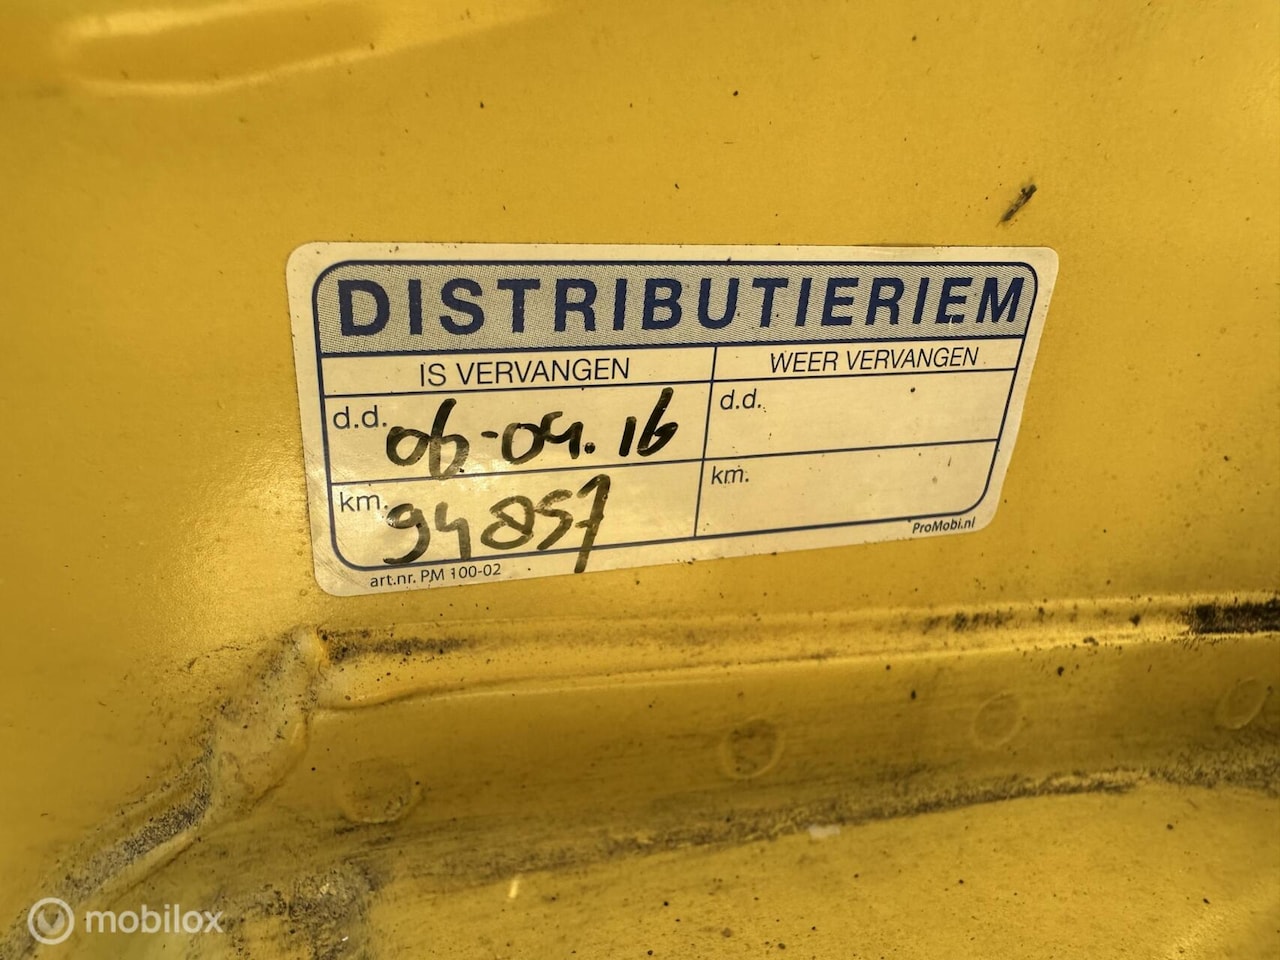 DISTRIBUTIERIEM
IS VERVANGEN
WEER VERVANGEN
d.d. 06-04.16
d.d.
km. 94857
km.
ProMobi.nl
art.nr. PM 100-02
mobilox